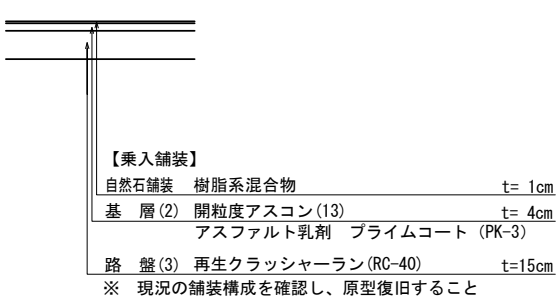 【乗入舗装】
自然石舗装 樹脂系混合物 t= 1cm
基 層(2) 開粒度アスコン(13) t= 4cm
アスファルト乳剤 プライムコート (PK-3)
路 盤(3) 再生クラッシャーラン(RC-40) t=15cm
※ 現況の舗装構成を確認し、原型復旧すること